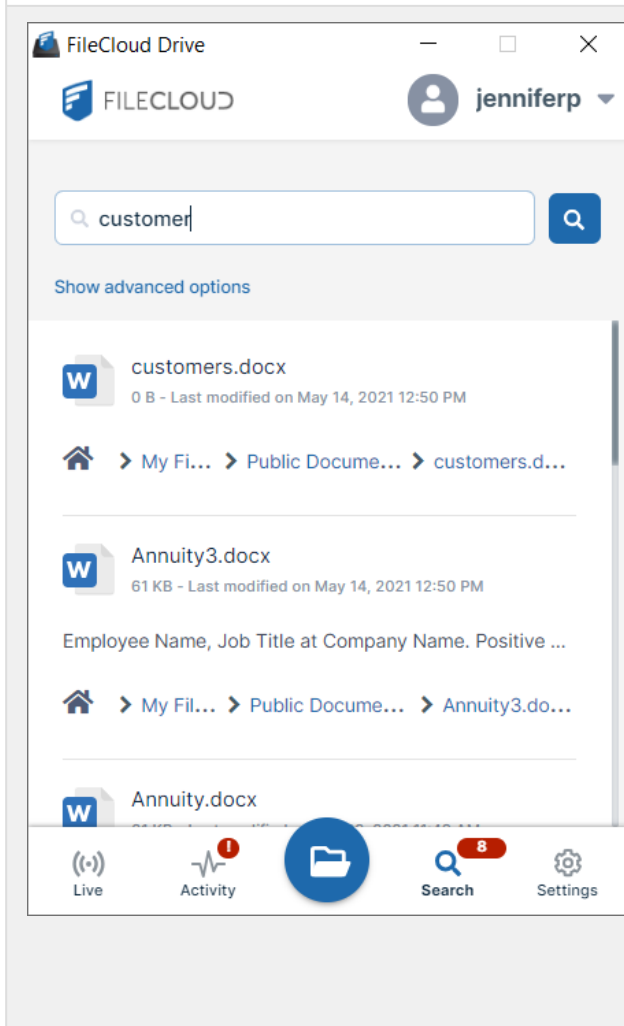 FileCloud Drive
FILECLOUD
jenniferp
customer
Show advanced options
customers.docx
0 B - Last modified on May 14, 2021 12:50 PM
My Fi... > Public Docume... > customers.d...
Annuity3.docx
61 KB - Last modified on May 14, 2021 12:50 PM
Employee Name, Job Title at Company Name. Positive ...
My Fil... > Public Docume... > Annuity3.do...
Annuity.docx
! 8
Live Activity Search Settings